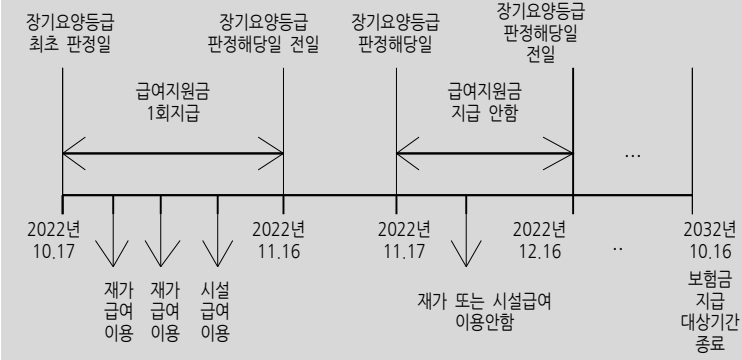 장기요양등급
최초 판정일
장기요양등급
판정해당일 전일
장기요양등급
판정해당일
장기요양등급
판정해당일
전일
급여지원금
1회지급
급여지원금
지급 안함
...
2022년
10.17
2022년
11.16
2022년
11.17
2022년
12.16
..
2032년
10.16
재가
급여
이용
재가
급여
이용
시설
급여
이용
재가 또는 시설급여
이용안함
보험금
지급
대상기간
종료